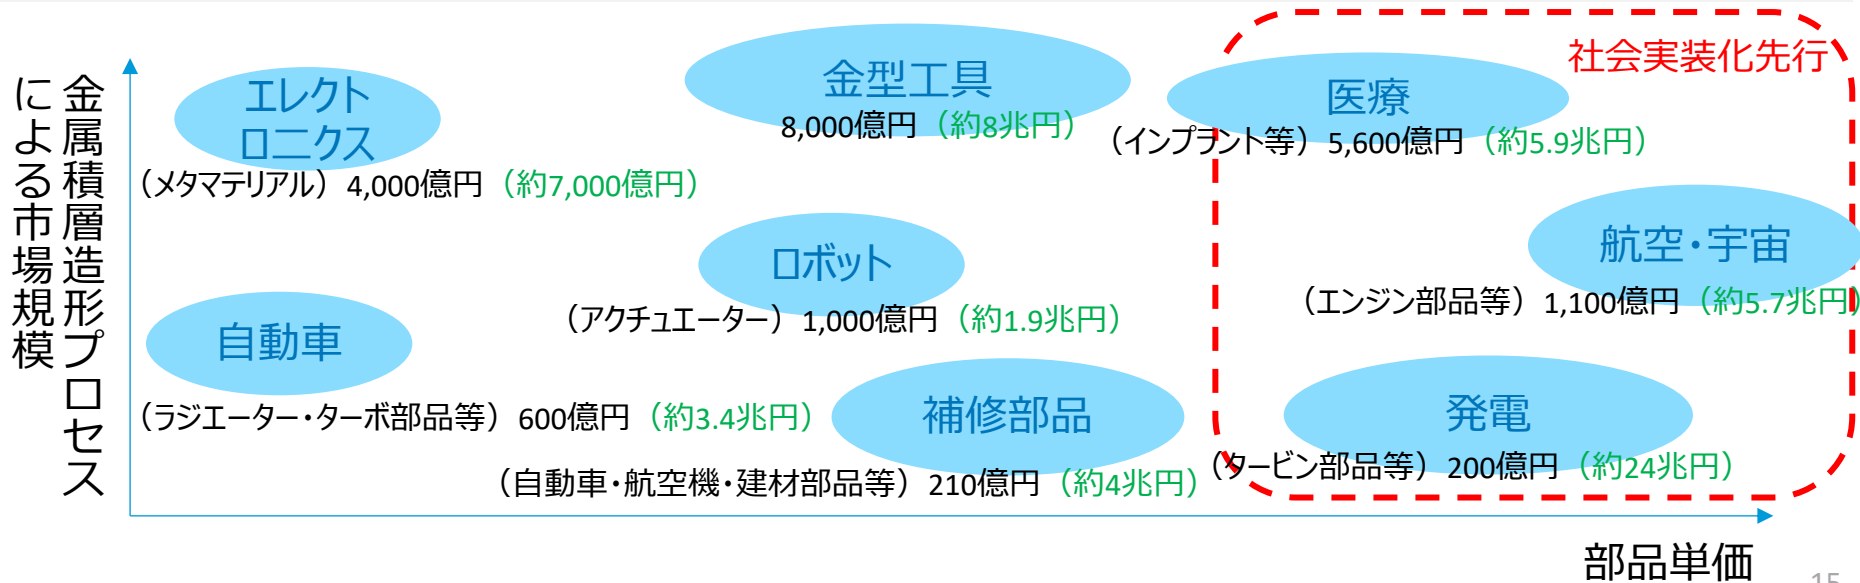 金属積層造形プロセス
による市場規模
社会実装化先行
エレクト
ロニクス
(メタマテリアル) 4,000億円 (約7,000億円)
金型工具
8,000億円 (約8兆円)
医療
(インプラント等) 5,600億円 (約5.9兆円)
ロボット
(アクチュエーター) 1,000億円 (約1.9兆円)
航空・宇宙
(エンジン部品等) 1,100億円 (約5.7兆円)
自動車
(ラジエーター・ターボ部品等) 600億円 (約3.4兆円)
補修部品
(自動車・航空機・建材部品等) 210億円 (約4兆円)
発電
(タービン部品等) 200億円 (約24兆円)
部品単価
15